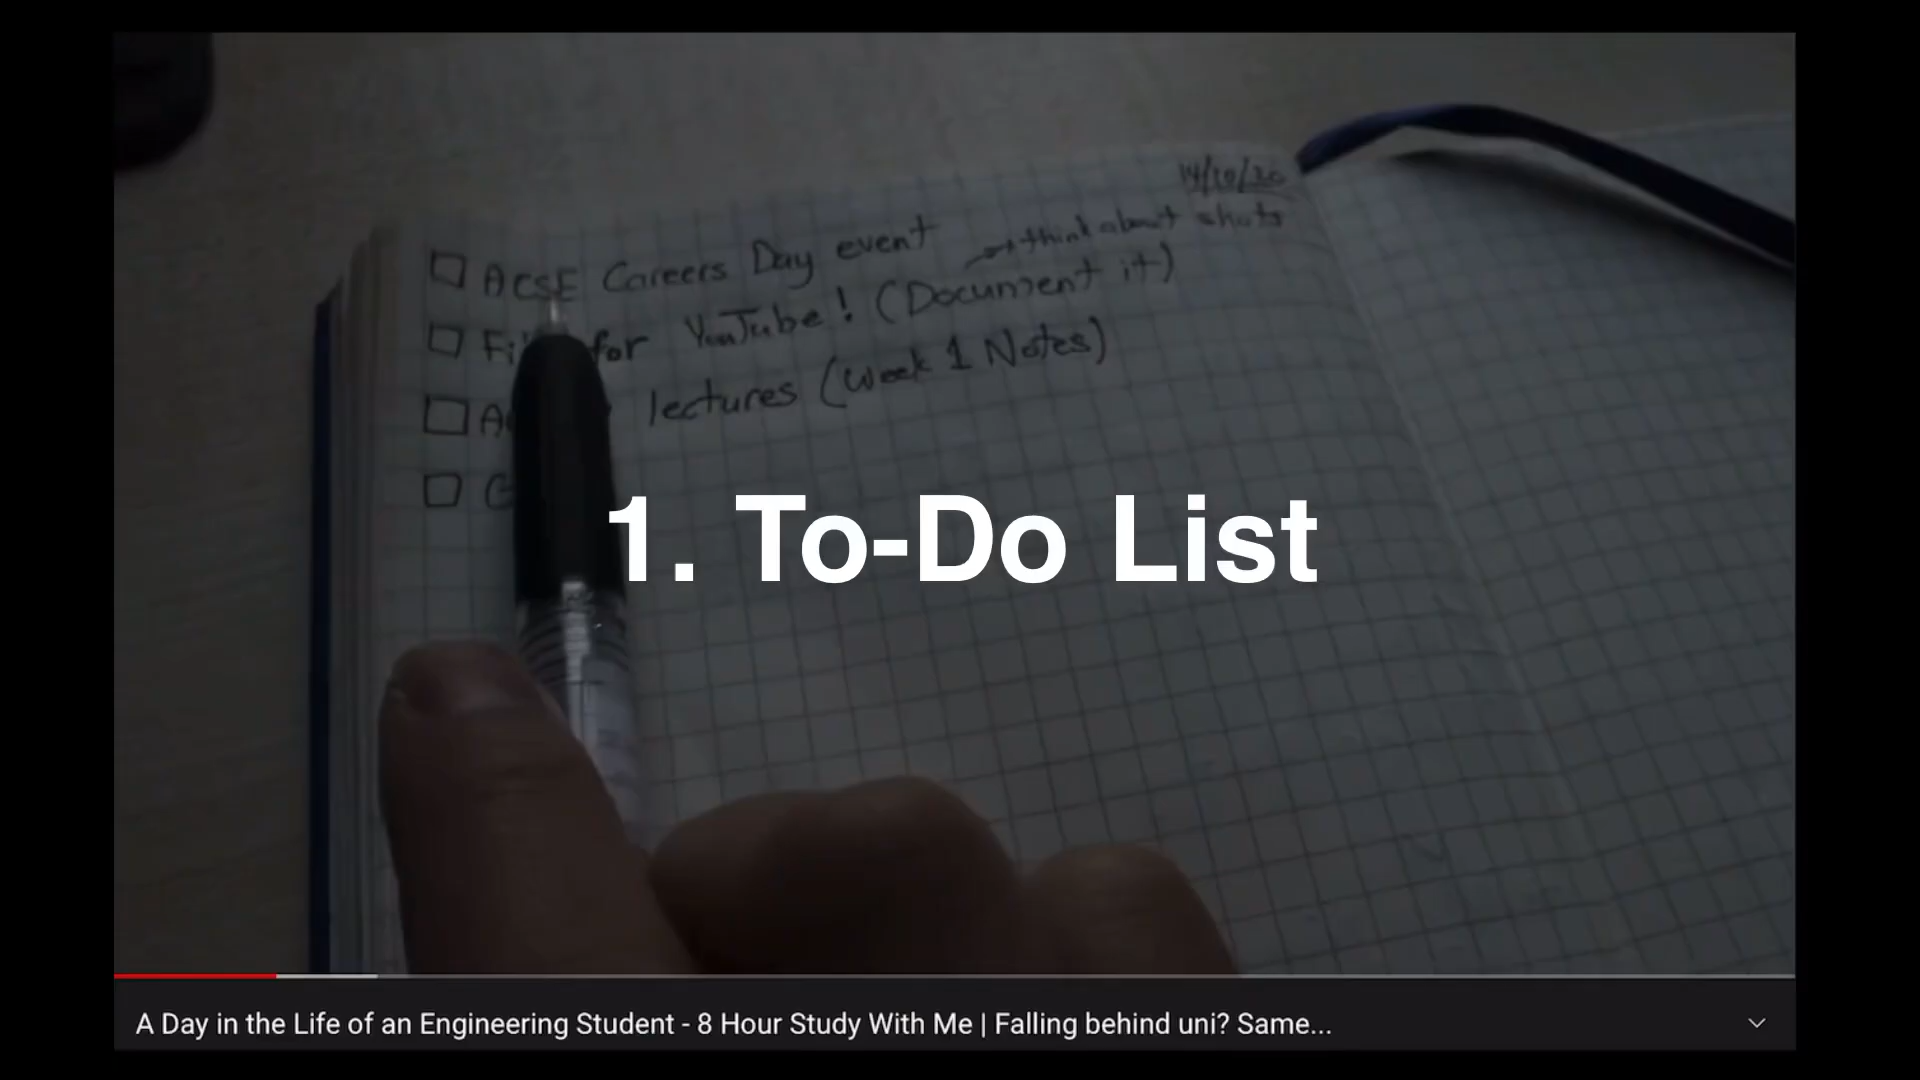 14/10/20
→ think about shots
ACSE Careers Day event
for YouTube! (Document it)
lectures (Week 1 Notes)
1. To-Do List
A Day in the Life of an Engineering Student - 8 Hour Study With Me | Falling behind uni? Same...